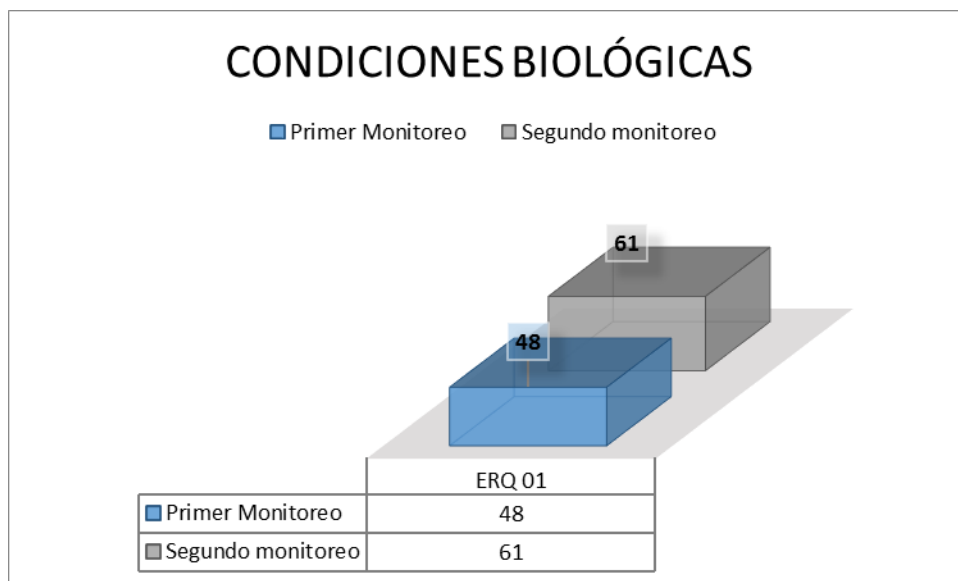 CONDICIONES BIOLÓGICAS
Primer Monitoreo Segundo monitoreo
61
48
ERQ 01
Primer Monitoreo 48
Segundo monitoreo 61